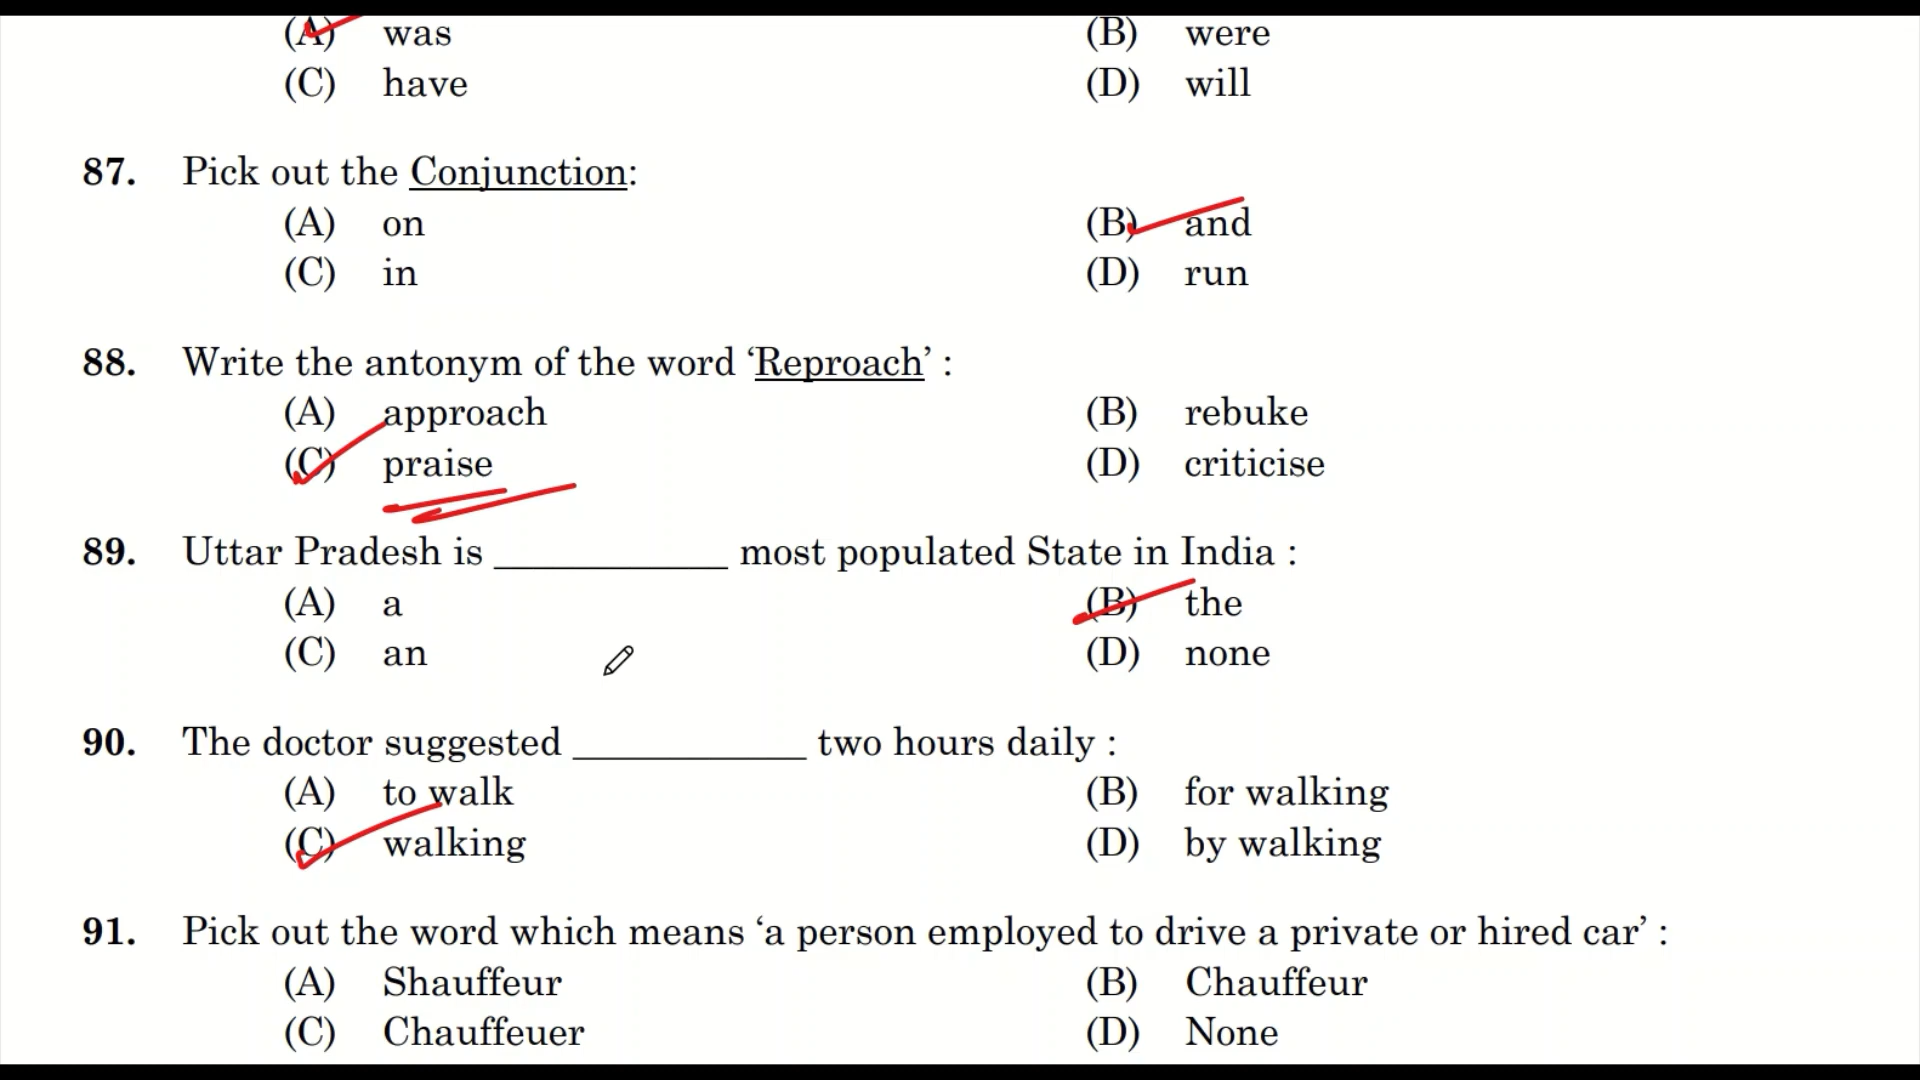 (A) was (B) were
(C) have (D) will
87. Pick out the Conjunction:
(A) on (B) and
(C) in (D) run
88. Write the antonym of the word ‘Reproach’ :
(A) approach (B) rebuke
(C) praise (D) criticise
89. Uttar Pradesh is ____________ most populated State in India :
(A) a (B) the
(C) an (D) none
90. The doctor suggested ____________ two hours daily :
(A) to walk (B) for walking
(C) walking (D) by walking
91. Pick out the word which means ‘a person employed to drive a private or hired car’ :
(A) Shauffeur (B) Chauffeur
(C) Chauffeuer (D) None